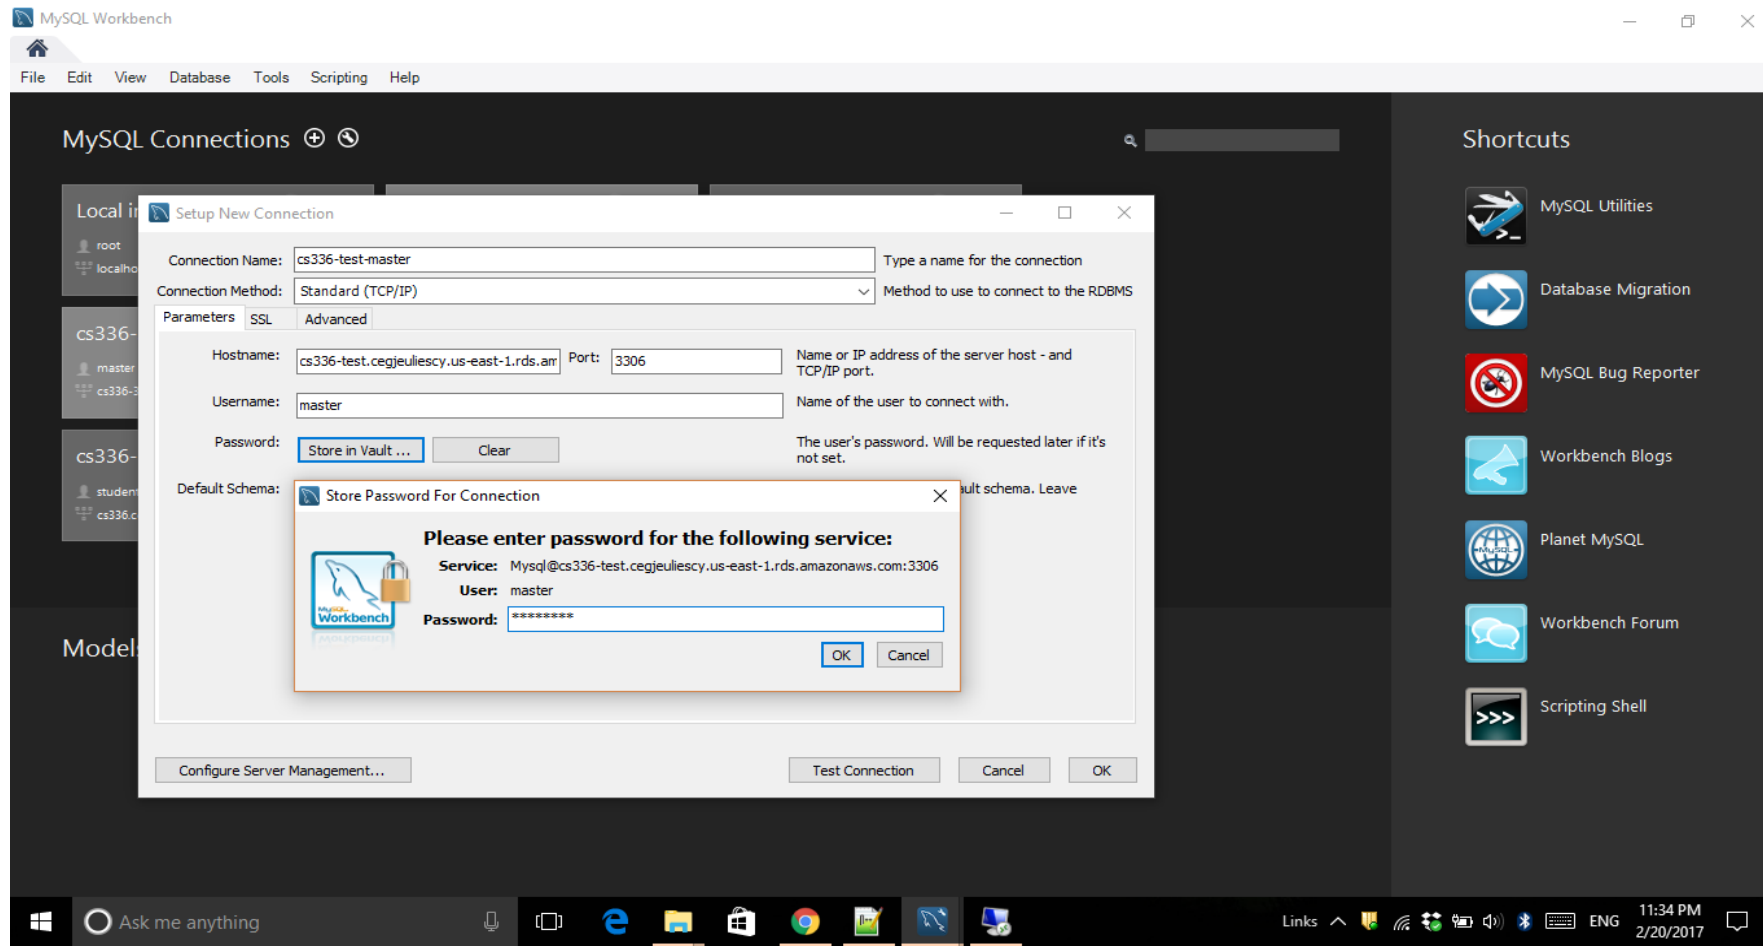 MySQL Workbench
File Edit View Database Tools Scripting Help
MySQL Connections
Shortcuts
Local in
root
localho
cs336-
master
cs336-3
cs336-
student
cs336.c
Models
Setup New Connection
Connection Name: cs336-test-master Type a name for the connection
Connection Method: Standard (TCP/IP) Method to use to connect to the RDBMS
Parameters SSL Advanced
Hostname: cs336-test.cegjeuliescy.us-east-1.rds.am Port: 3306 Name or IP address of the server host - and
TCP/IP port.
Username: master Name of the user to connect with.
Password: Store in Vault ... Clear The user's password. Will be requested later if it's
not set.
Default Schema: ault schema. Leave
Store Password For Connection
Please enter password for the following service:
Service: Mysql@cs336-test.cegjeuliescy.us-east-1.rds.amazonaws.com:3306
User: master
Password: ********
MySQL
Workbench
OK Cancel
Configure Server Management... Test Connection Cancel OK
MySQL Utilities
Database Migration
MySQL Bug Reporter
Workbench Blogs
Planet MySQL
MySQL
Workbench Forum
Scripting Shell
>>>
Ask me anything
Links ENG 11:34 PM
2/20/2017